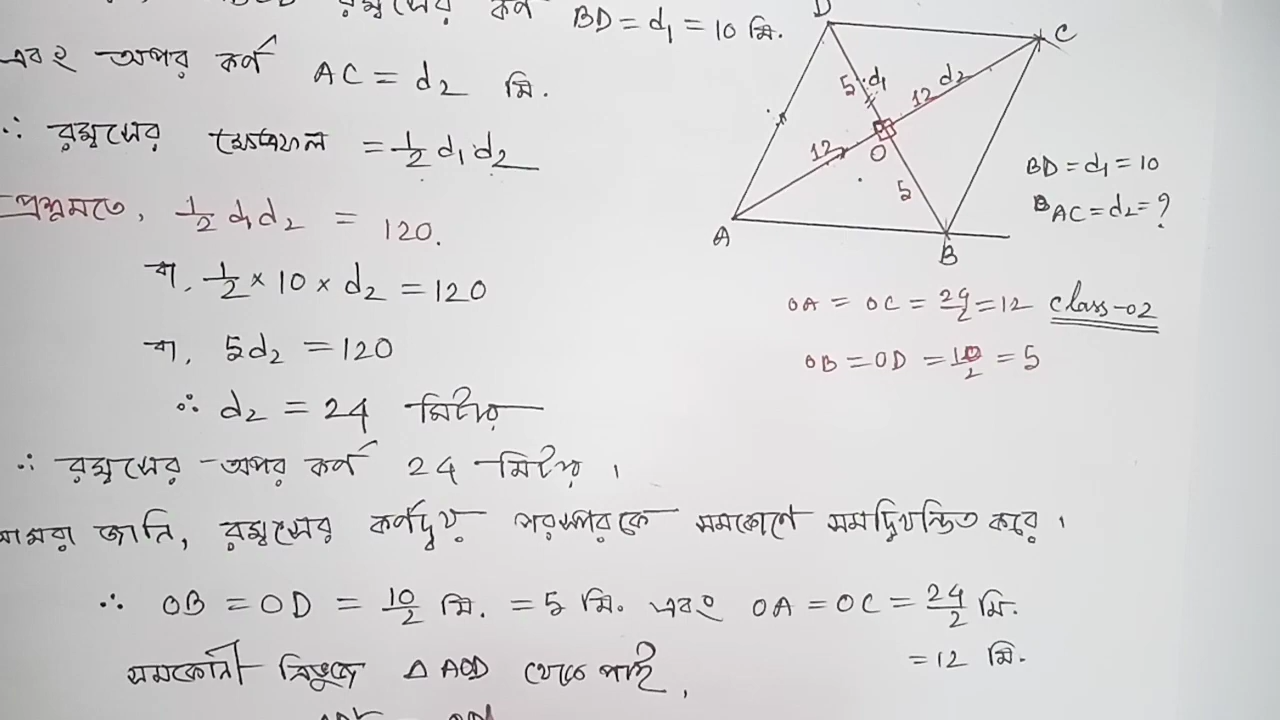 রম্বসের কর্ণ BD = d₁ = 10 মি.
এবং অপর কর্ণ AC = d₂ মি.
∴ রম্বসের ক্ষেত্রফল = 1/2 d₁d₂
প্রশ্নমতে, 1/2 d₁d₂ = 120.
বা, 1/2 × 10 × d₂ = 120
বা, 5d₂ = 120
∴ d₂ = 24 মিটার
∴ রম্বসের অপর কর্ণ 24 মিটার।
আমরা জানি, রম্বসের কর্ণদ্বয় পরস্পরকে সমকোণে সমদ্বিখন্ডিত করে।
∴ OB = OD = 10/2 মি. = 5 মি. এবং OA = OC = 24/2 মি.
= 12 মি.
সমকোণী ত্রিভুজ △ AOD থেকে পাই,
D
C
5 d₁
12 d₂
12
O
5
A
B
BD = d₁ = 10
AC = d₂ = ?
OA = OC = 24/2 = 12 Class-02
OB = OD = 10/2 = 5